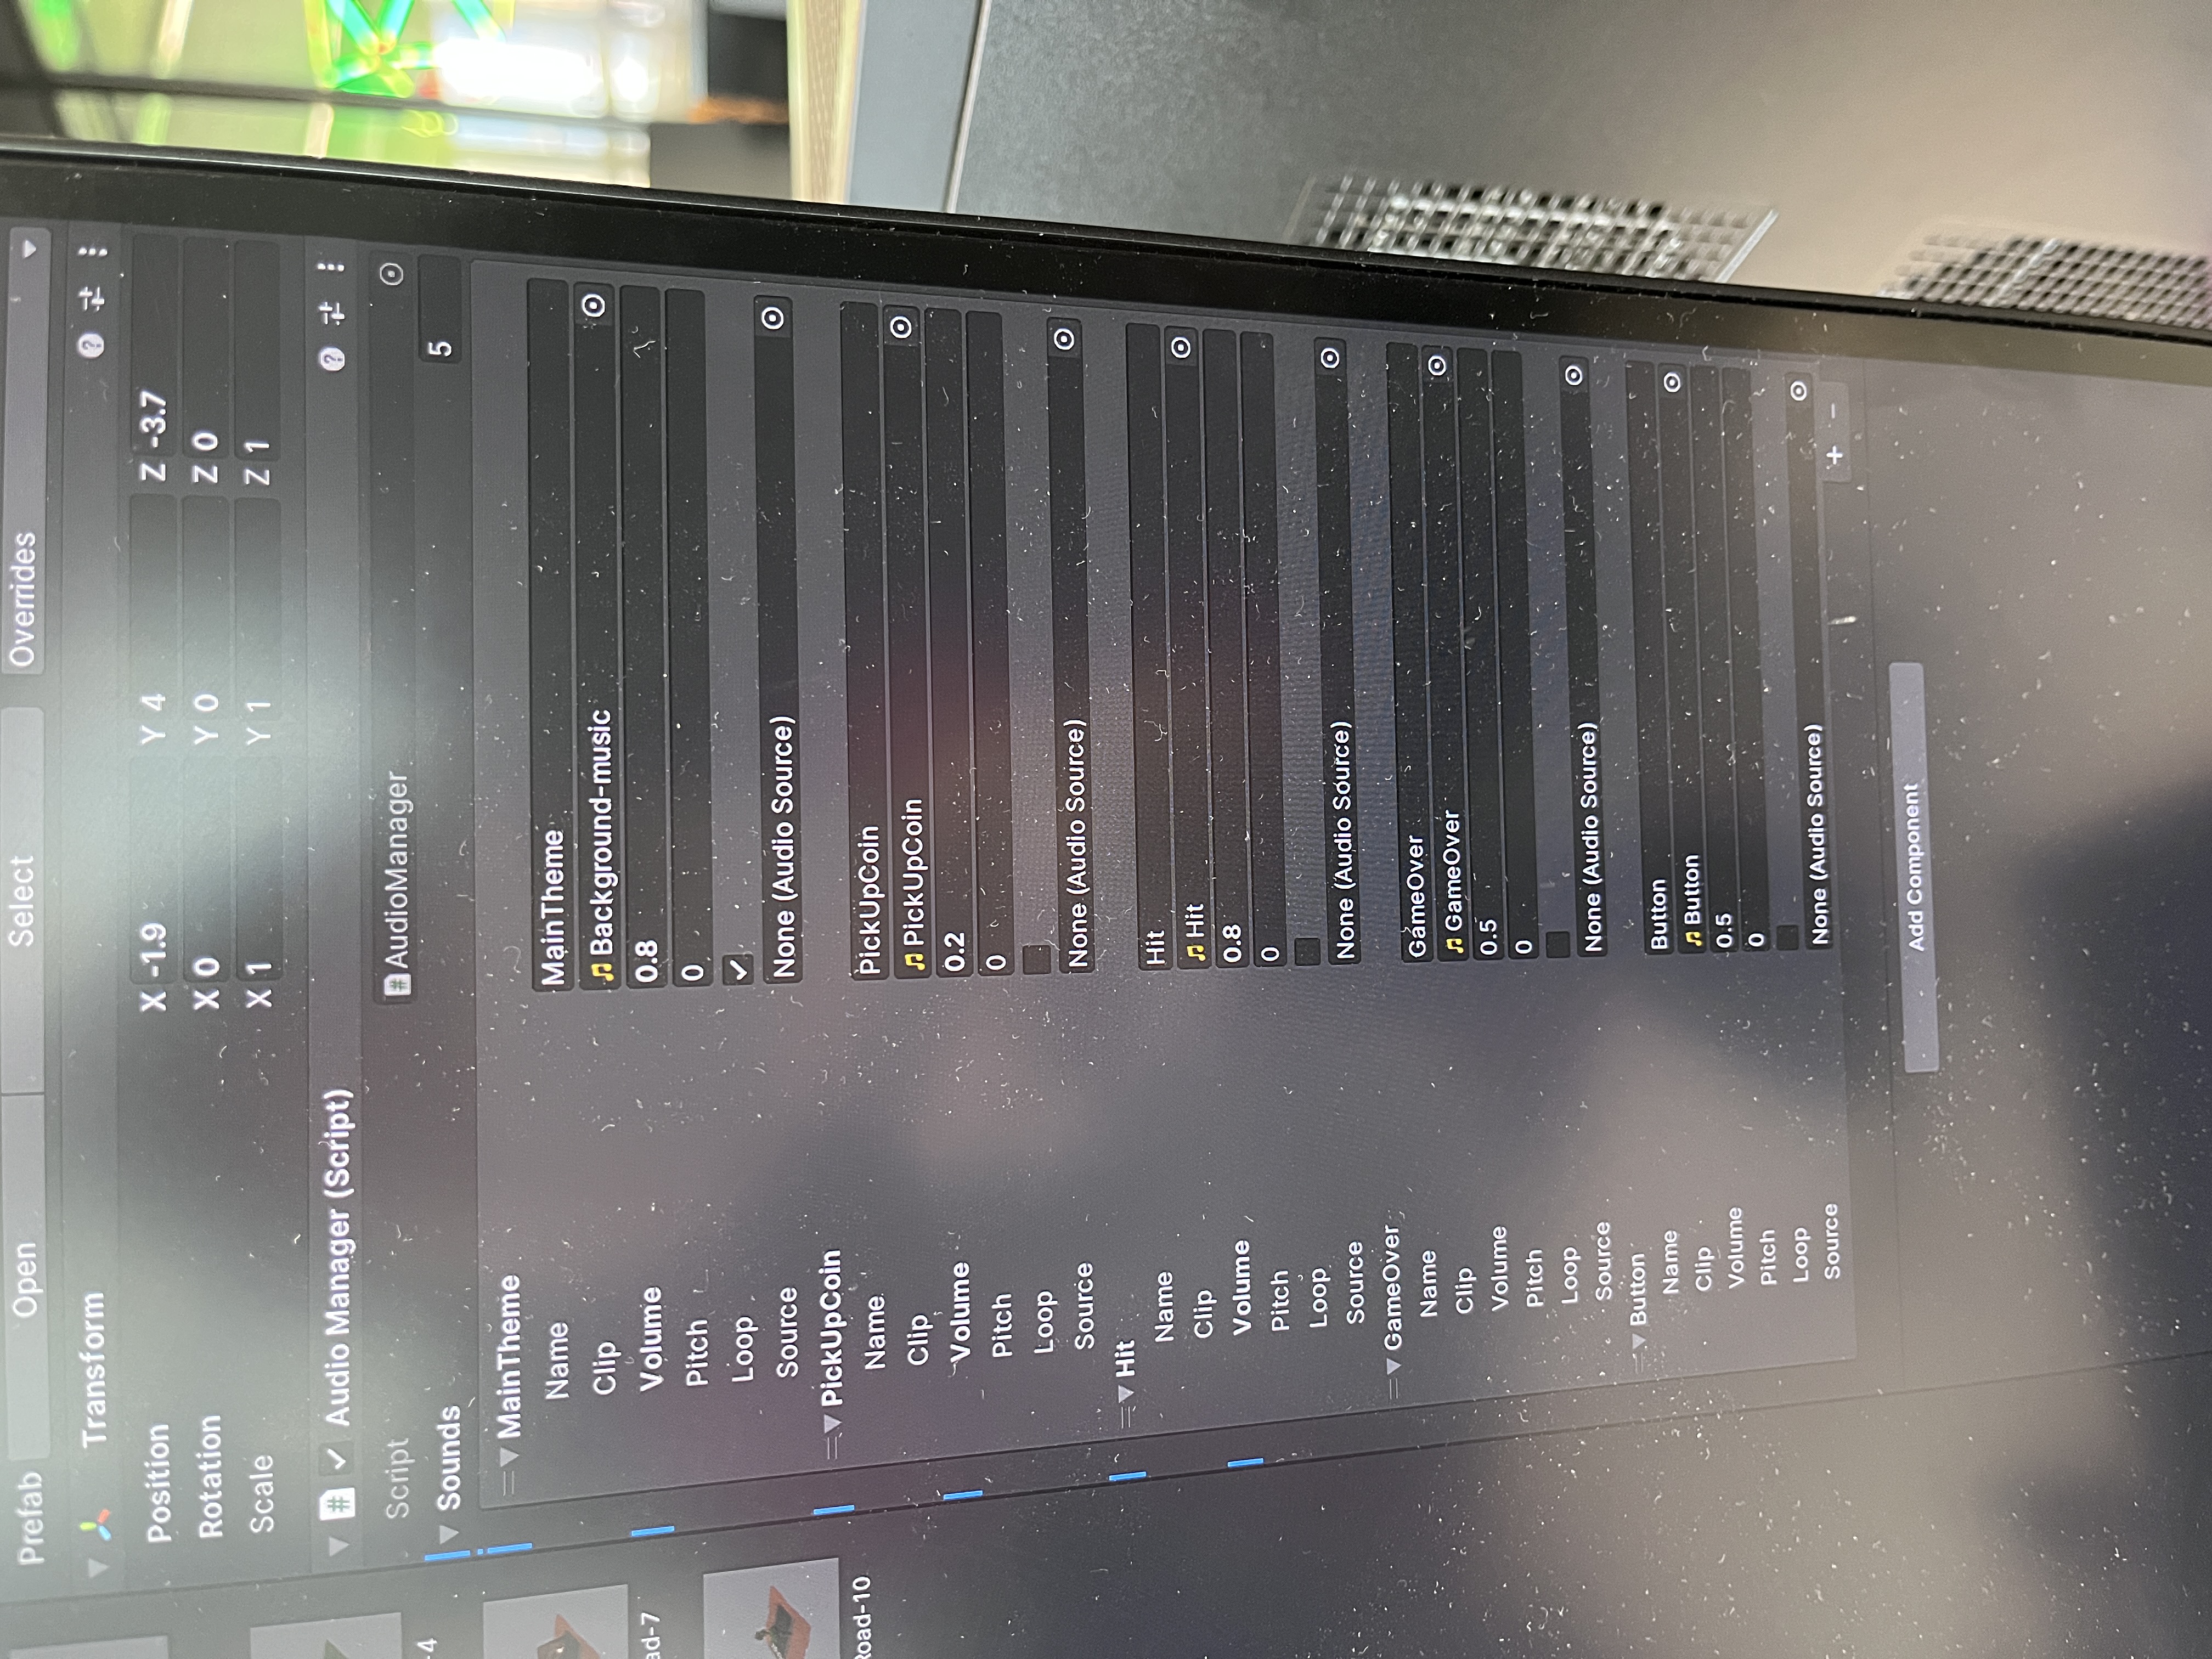 Prefab Open Select Overrides
Transform
Position X -1.9 Y 4 Z -3.7
Rotation X 0 Y 0 Z 0
Scale X 1 Y 1 Z 1
# Audio Manager (Script)
Script # AudioManager
-4
Sounds 5
MainTheme
Name MainTheme
Clip Background-music
ad-7
Volume 0.8
Pitch 0
Loop
Source None (Audio Source)
PickUpCoin
Road-10
Name PickUpCoin
Clip PickUpCoin
Volume 0.2
Pitch 0
Loop
Source None (Audio Source)
Hit
Name Hit
Clip Hit
Volume 0.8
Pitch 0
Loop
Source None (Audio Source)
GameOver
Name GameOver
Clip GameOver
Volume 0.5
Pitch 0
Loop
Source None (Audio Source)
Button
Name Button
Clip Button
Volume 0.5
Pitch 0
Loop
Source None (Audio Source)
+ −
Add Component